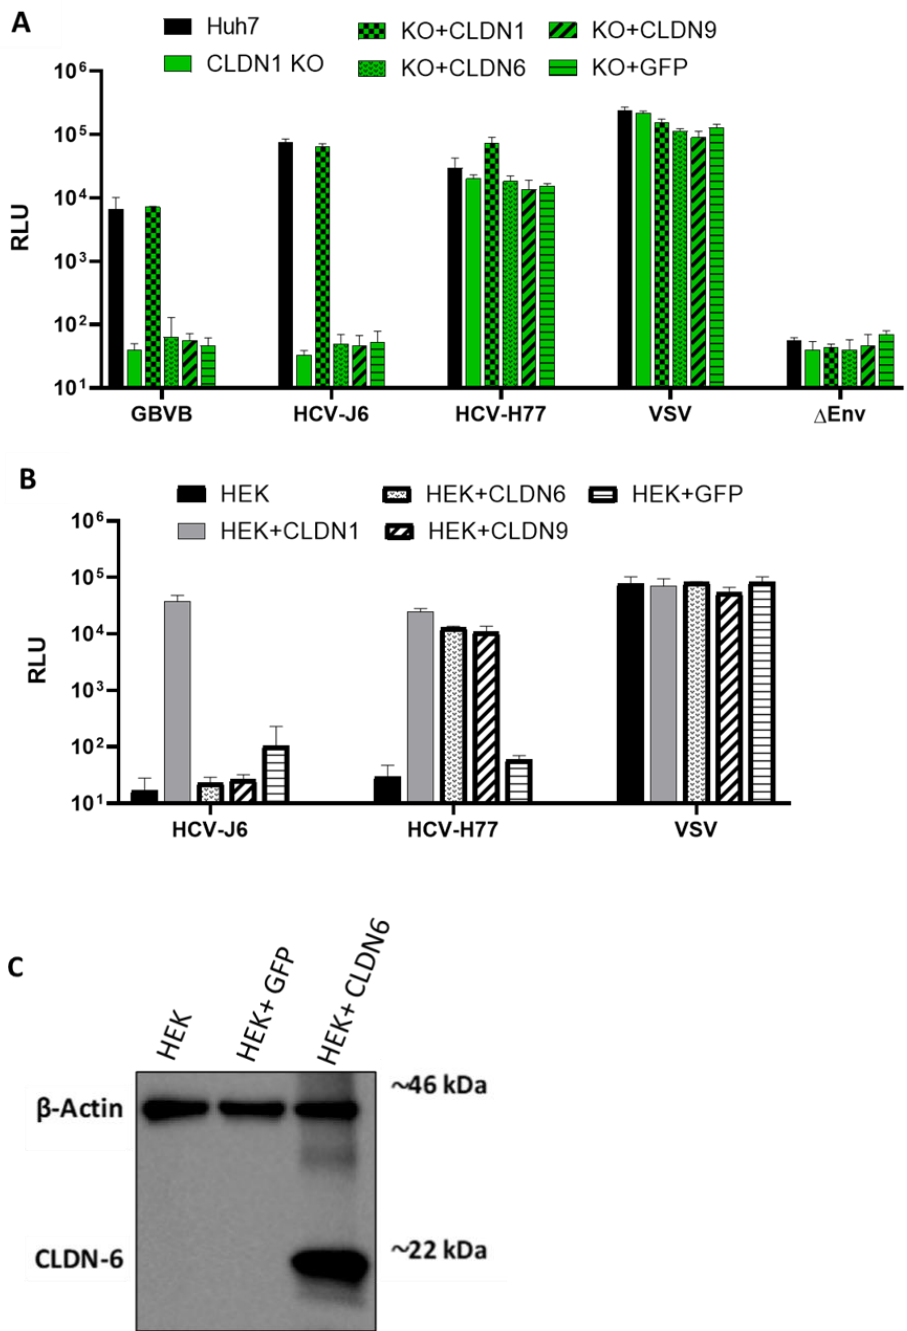 A
Huh7
KO+CLDN1
KO+CLDN9
CLDN1 KO
KO+CLDN6
KO+GFP
10⁶
10⁵
10⁴
10³
10²
10¹
RLU
GBVB
HCV-J6
HCV-H77
VSV
ΔEnv
B
HEK
HEK+CLDN6
HEK+GFP
HEK+CLDN1
HEK+CLDN9
10⁶
10⁵
10⁴
10³
10²
10¹
RLU
HCV-J6
HCV-H77
VSV
C
HEK
HEK+ GFP
HEK+ CLDN6
β-Actin
~46 kDa
CLDN-6
~22 kDa